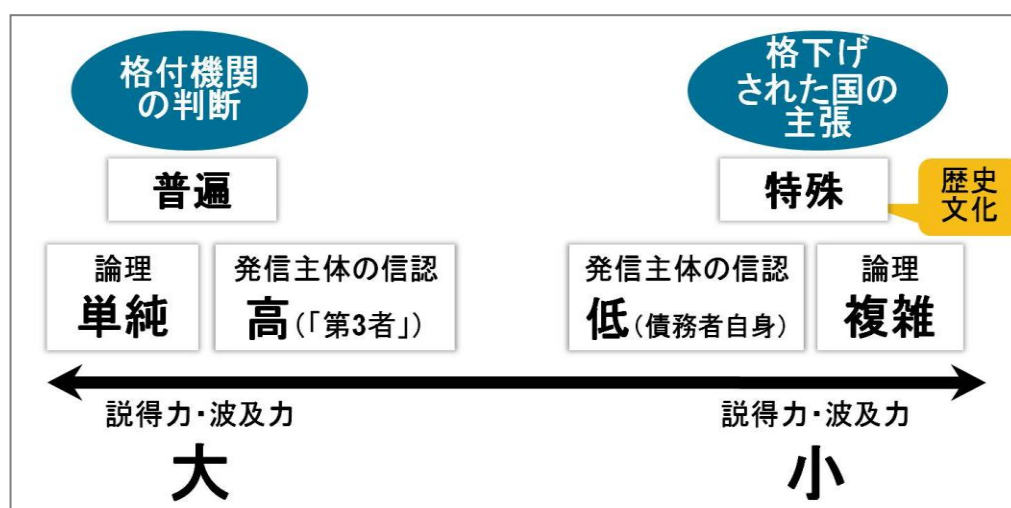 格付機関
の判断
普遍
論理
単純
発信主体の信認
高(「第3者」)
説得力・波及力
大
格下げ
された国の
主張
特殊
歴史
文化
発信主体の信認
低(債務者自身)
論理
複雑
説得力・波及力
小